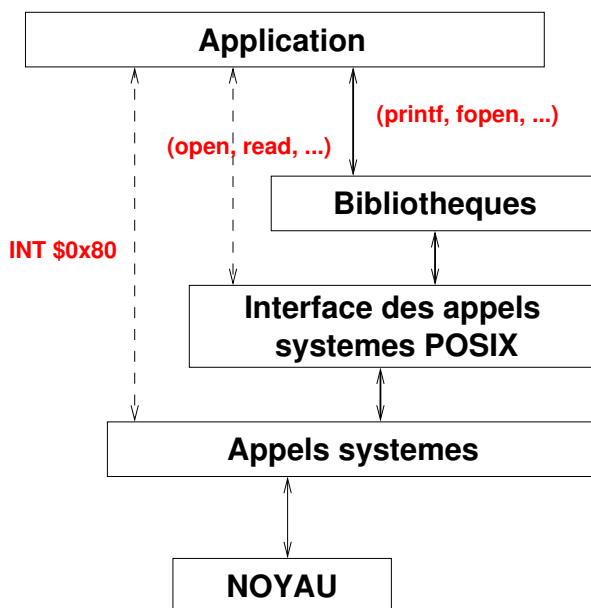 Application
(printf, fopen, ...)
(open, read, ...)
Bibliotheques
INT $0x80
Interface des appels
systemes POSIX
Appels systemes
NOYAU